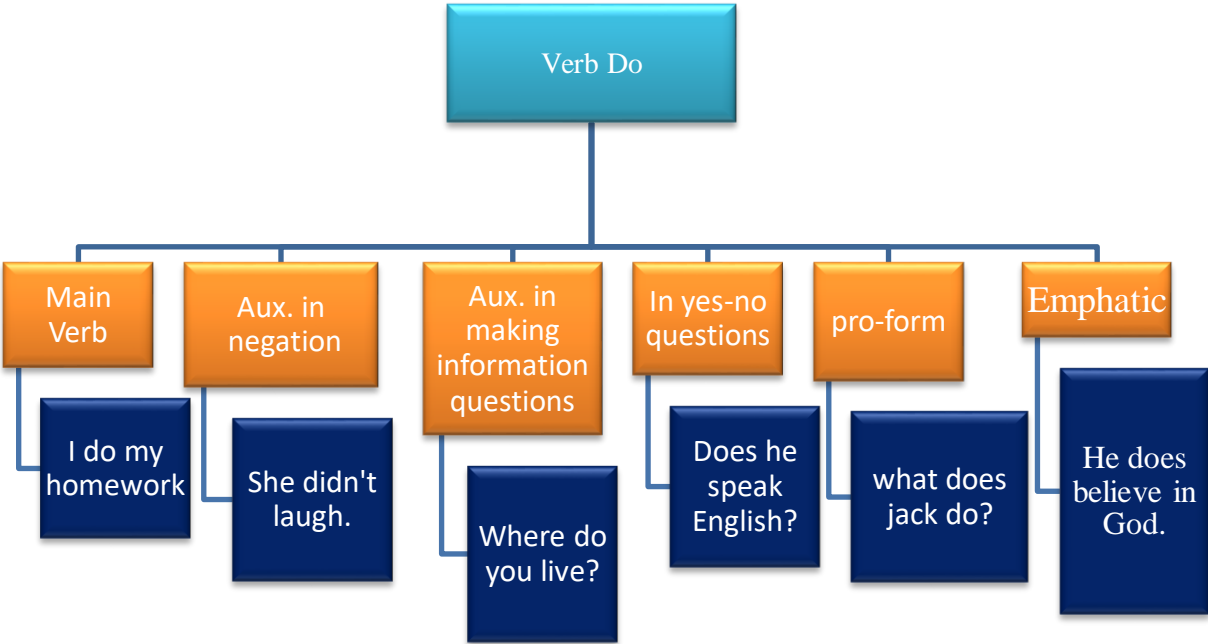 Verb Do
Main
Verb
I do my
homework
Aux. in
negation
She didn't
laugh.
Aux. in
making
information
questions
Where do
you live?
In yes-no
questions
Does he
speak
English?
pro-form
what does
jack do?
Emphatic
He does
believe in
God.